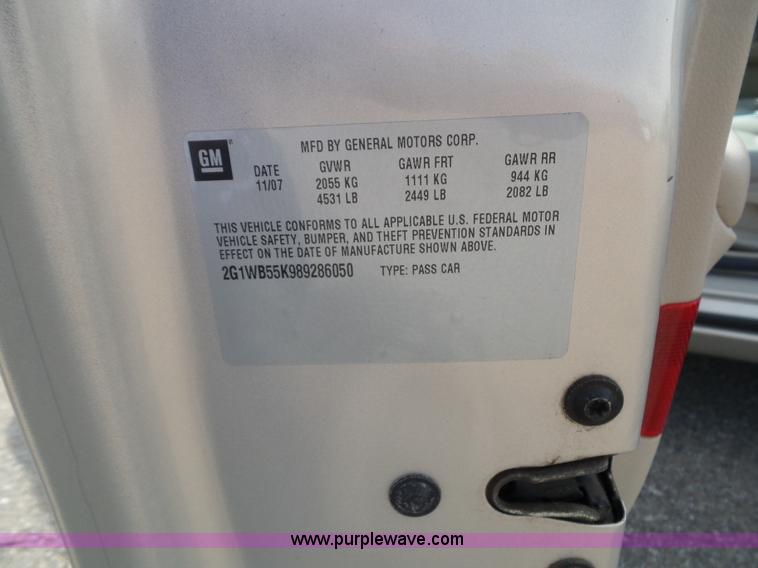 GM
MFD BY GENERAL MOTORS CORP.
DATE GVWR GAWR FRT GAWR RR
11/07 2055 KG 1111 KG 944 KG
4531 LB 2449 LB 2082 LB
THIS VEHICLE CONFORMS TO ALL APPLICABLE U.S. FEDERAL MOTOR
VEHICLE SAFETY, BUMPER, AND THEFT PREVENTION STANDARDS IN
EFFECT ON THE DATE OF MANUFACTURE SHOWN ABOVE.
2G1WB55K989286050 TYPE: PASS CAR
www.purplewave.com